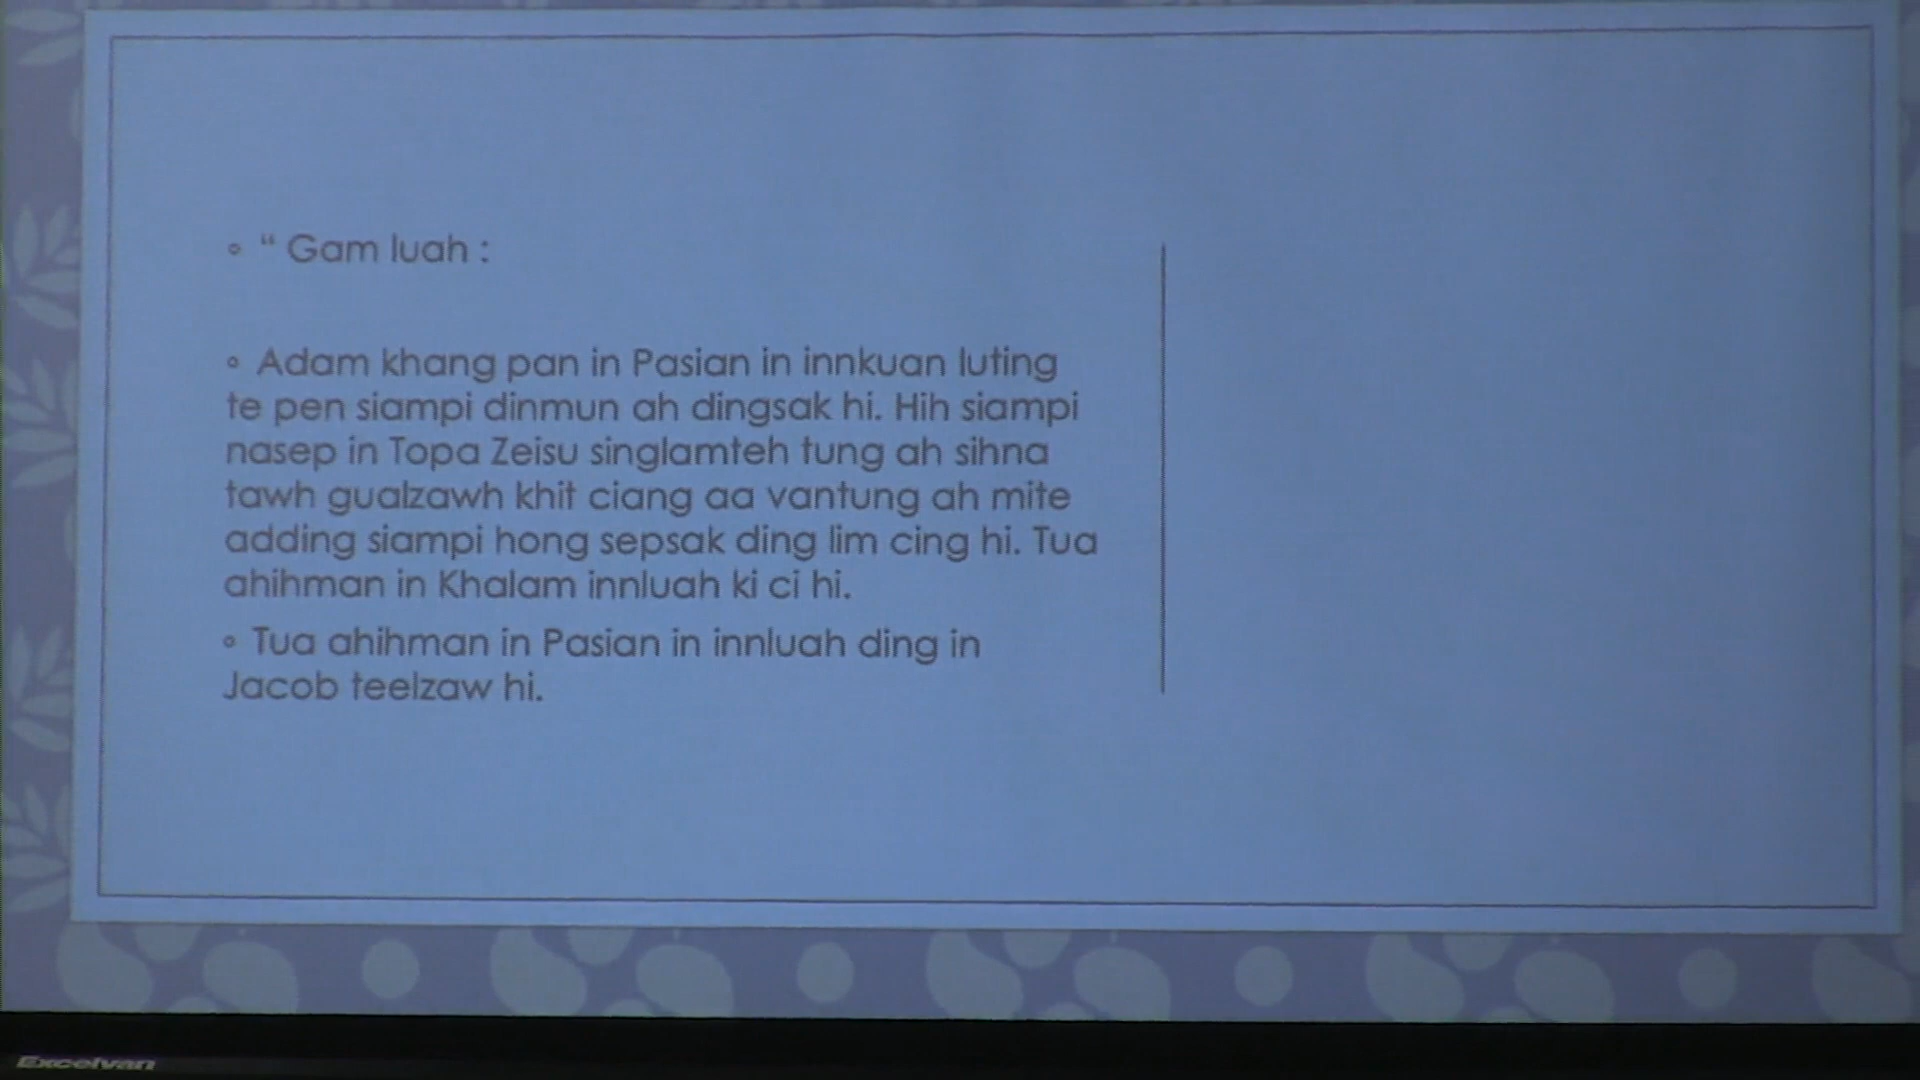 ◦ “ Gam luah :
◦ Adam khang pan in Pasian in innkuan luting
te pen siampi dinmun ah dingsak hi. Hih siampi
nasep in Topa Zeisu singlamteh tung ah sihna
tawh gualzawh khit ciang aa vantung ah mite
adding siampi hong sepsak ding lim cing hi. Tua
ahihman in Khalam innluah ki ci hi.
◦ Tua ahihman in Pasian in innluah ding in
Jacob teelzaw hi.
Excelvan